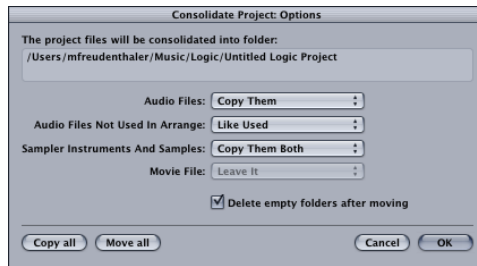 Consolidate Project: Options
The project files will be consolidated into folder:
/Users/mfreudenthaler/Music/Logic/Untitled Logic Project
Audio Files: Copy Them
Audio Files Not Used In Arrange: Like Used
Sampler Instruments And Samples: Copy Them Both
Movie File: Leave It
Delete empty folders after moving
Copy all Move all Cancel OK